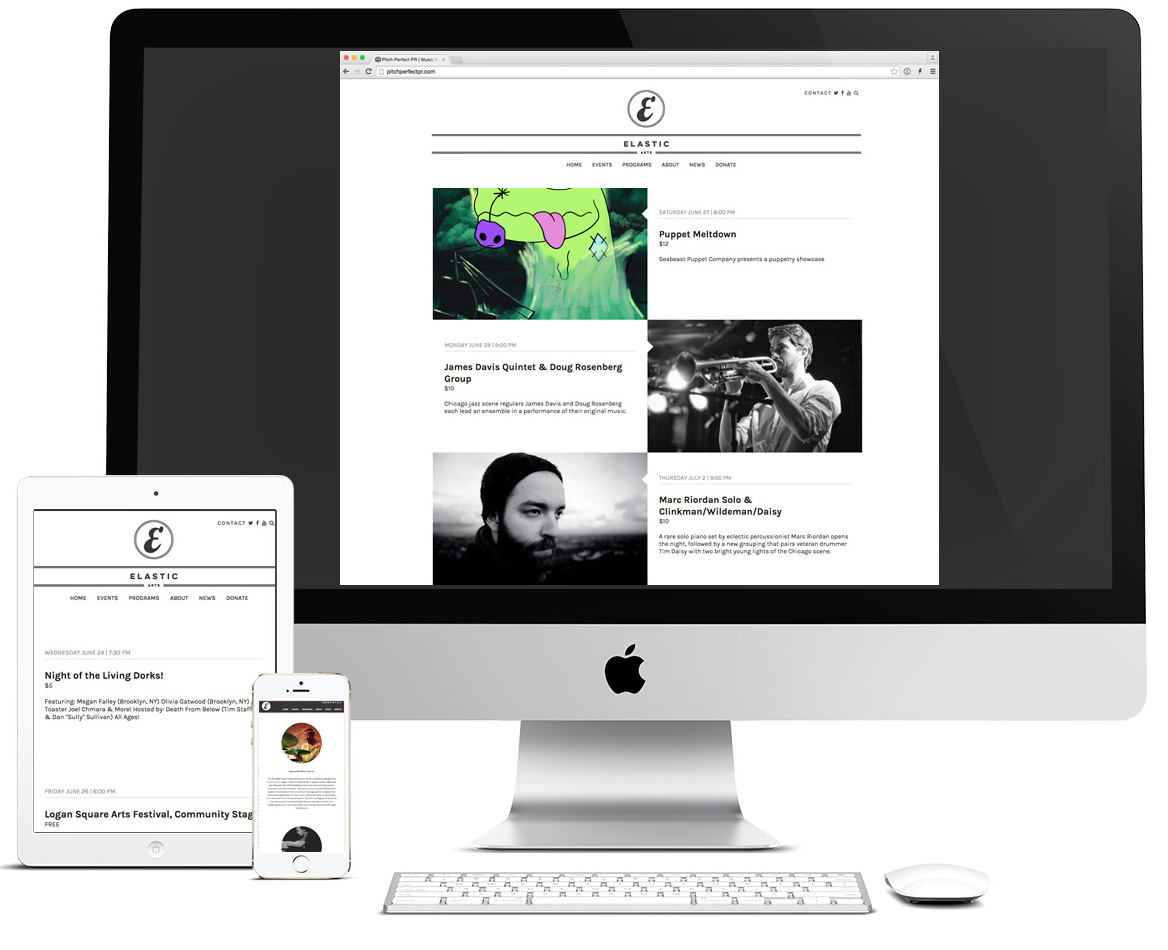 Pitch Perfect PR | Music P
pitchperfectpr.com
CONTACT
E
ELASTIC
ARTS
HOME EVENTS PROGRAMS ABOUT NEWS DONATE
SATURDAY JUNE 27 | 8:00 PM
Puppet Meltdown
$12
Seabeast Puppet Company presents a puppetry showcase
MONDAY JUNE 29 | 9:00 PM
James Davis Quintet & Doug Rosenberg
Group
$10
Chicago jazz scene regulars James Davis and Doug Rosenberg
each lead an ensemble in a performance of their original music.
THURSDAY JULY 2 | 9:00 PM
Marc Riordan Solo &
Clinkman/Wildeman/Daisy
$10
A rare solo piano set by eclectic percussionist Marc Riordan opens
the night, followed by a new grouping that pairs veteran drummer
Tim Daisy with two bright young lights of the Chicago scene.
CONTACT
E
ELASTIC
ARTS
HOME EVENTS PROGRAMS ABOUT NEWS DONATE
WEDNESDAY JUNE 24 | 7:30 PM
Night of the Living Dorks!
$5
Featuring: Megan Falley (Brooklyn, NY) Olivia Gatwood (Brooklyn, NY)
Toaster Joel Chmara & More! Hosted by: Death From Below (Tim Staff
& Dan "Sully" Sullivan) All Ages!
FRIDAY JUNE 26 | 6:00 PM
Logan Square Arts Festival, Community Stag
FREE
E
HOME EVENTS PROGRAMS ABOUT NEWS DONATE